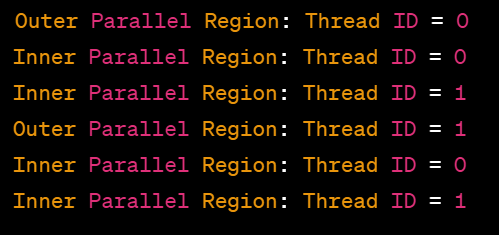 Outer Parallel Region: Thread ID = 0
Inner Parallel Region: Thread ID = 0
Inner Parallel Region: Thread ID = 1
Outer Parallel Region: Thread ID = 1
Inner Parallel Region: Thread ID = 0
Inner Parallel Region: Thread ID = 1